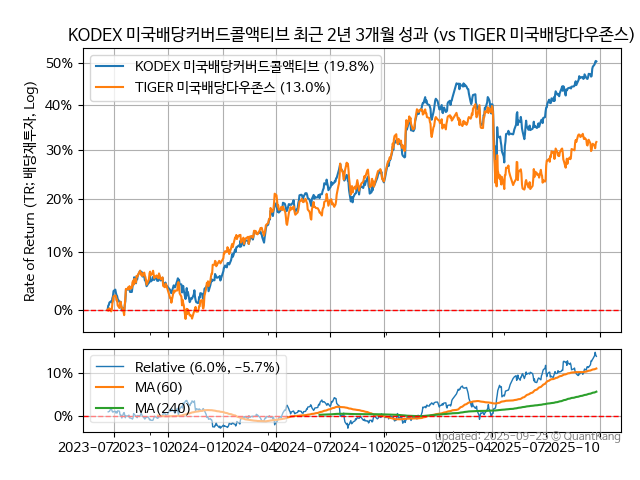 KODEX 미국배당커버드콜액티브 최근 2년 3개월 성과 (vs TIGER 미국배당다우존스)
Rate of Return (TR: 배당재투자, Log)
50%
40%
30%
20%
10%
0%
KODEX 미국배당커버드콜액티브 (19.8%)
TIGER 미국배당다우존스 (13.0%)
10%
0%
Relative (6.0%, −5.7%)
MA(60)
MA(240)
2023-07 2023-10 2024-01 2024-04 2024-07 2024-10 2025-01 2025-04 2025-07 2025-10
updated: 2025-09-23 © QuantKang